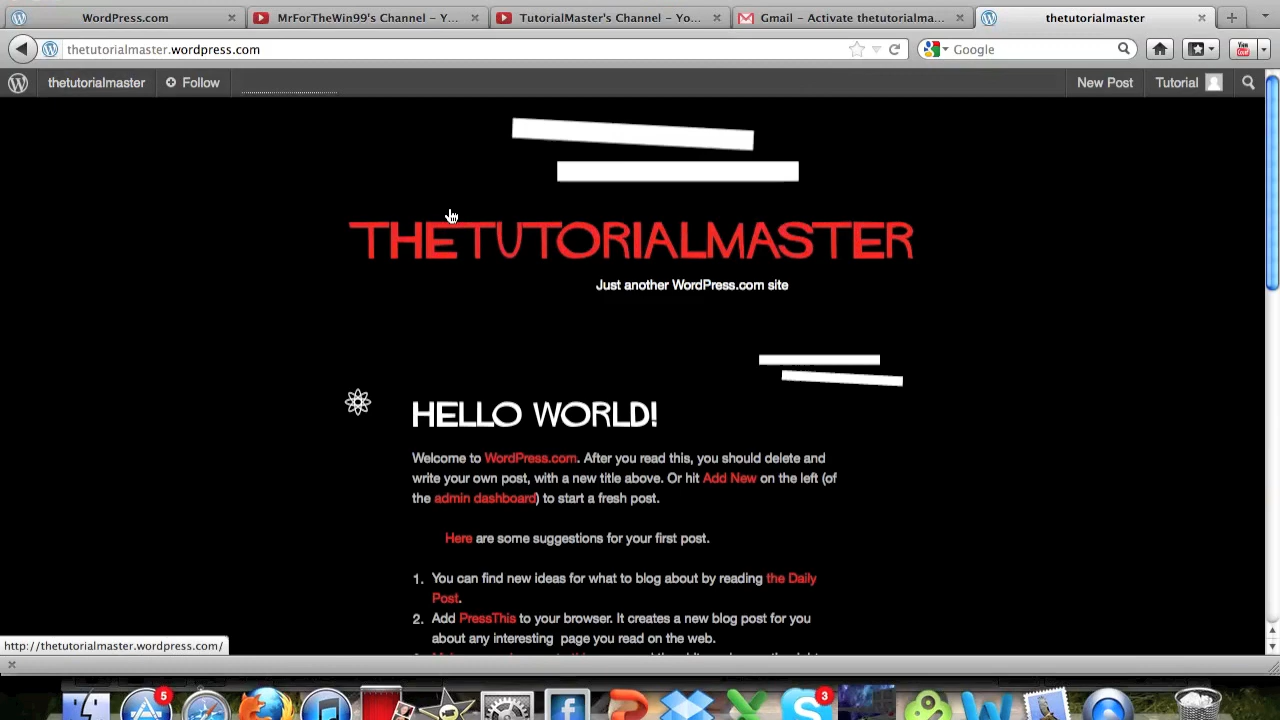 WordPress.com
MrForTheWin99's Channel - Y...
TutorialMaster's Channel - Yo...
Gmail - Activate thetutorialma...
thetutorialmaster
thetutorialmaster.wordpress.com
Google
thetutorialmaster
Follow
New Post
Tutorial
THETUTORIALMASTER
Just another WordPress.com site
HELLO WORLD!
Welcome to WordPress.com. After you read this, you should delete and
write your own post, with a new title above. Or hit Add New on the left (of
the admin dashboard) to start a fresh post.
Here are some suggestions for your first post.
1. You can find new ideas for what to blog about by reading the Daily
Post.
2. Add PressThis to your browser. It creates a new blog post for you
about any interesting page you read on the web.
http://thetutorialmaster.wordpress.com/
5
3